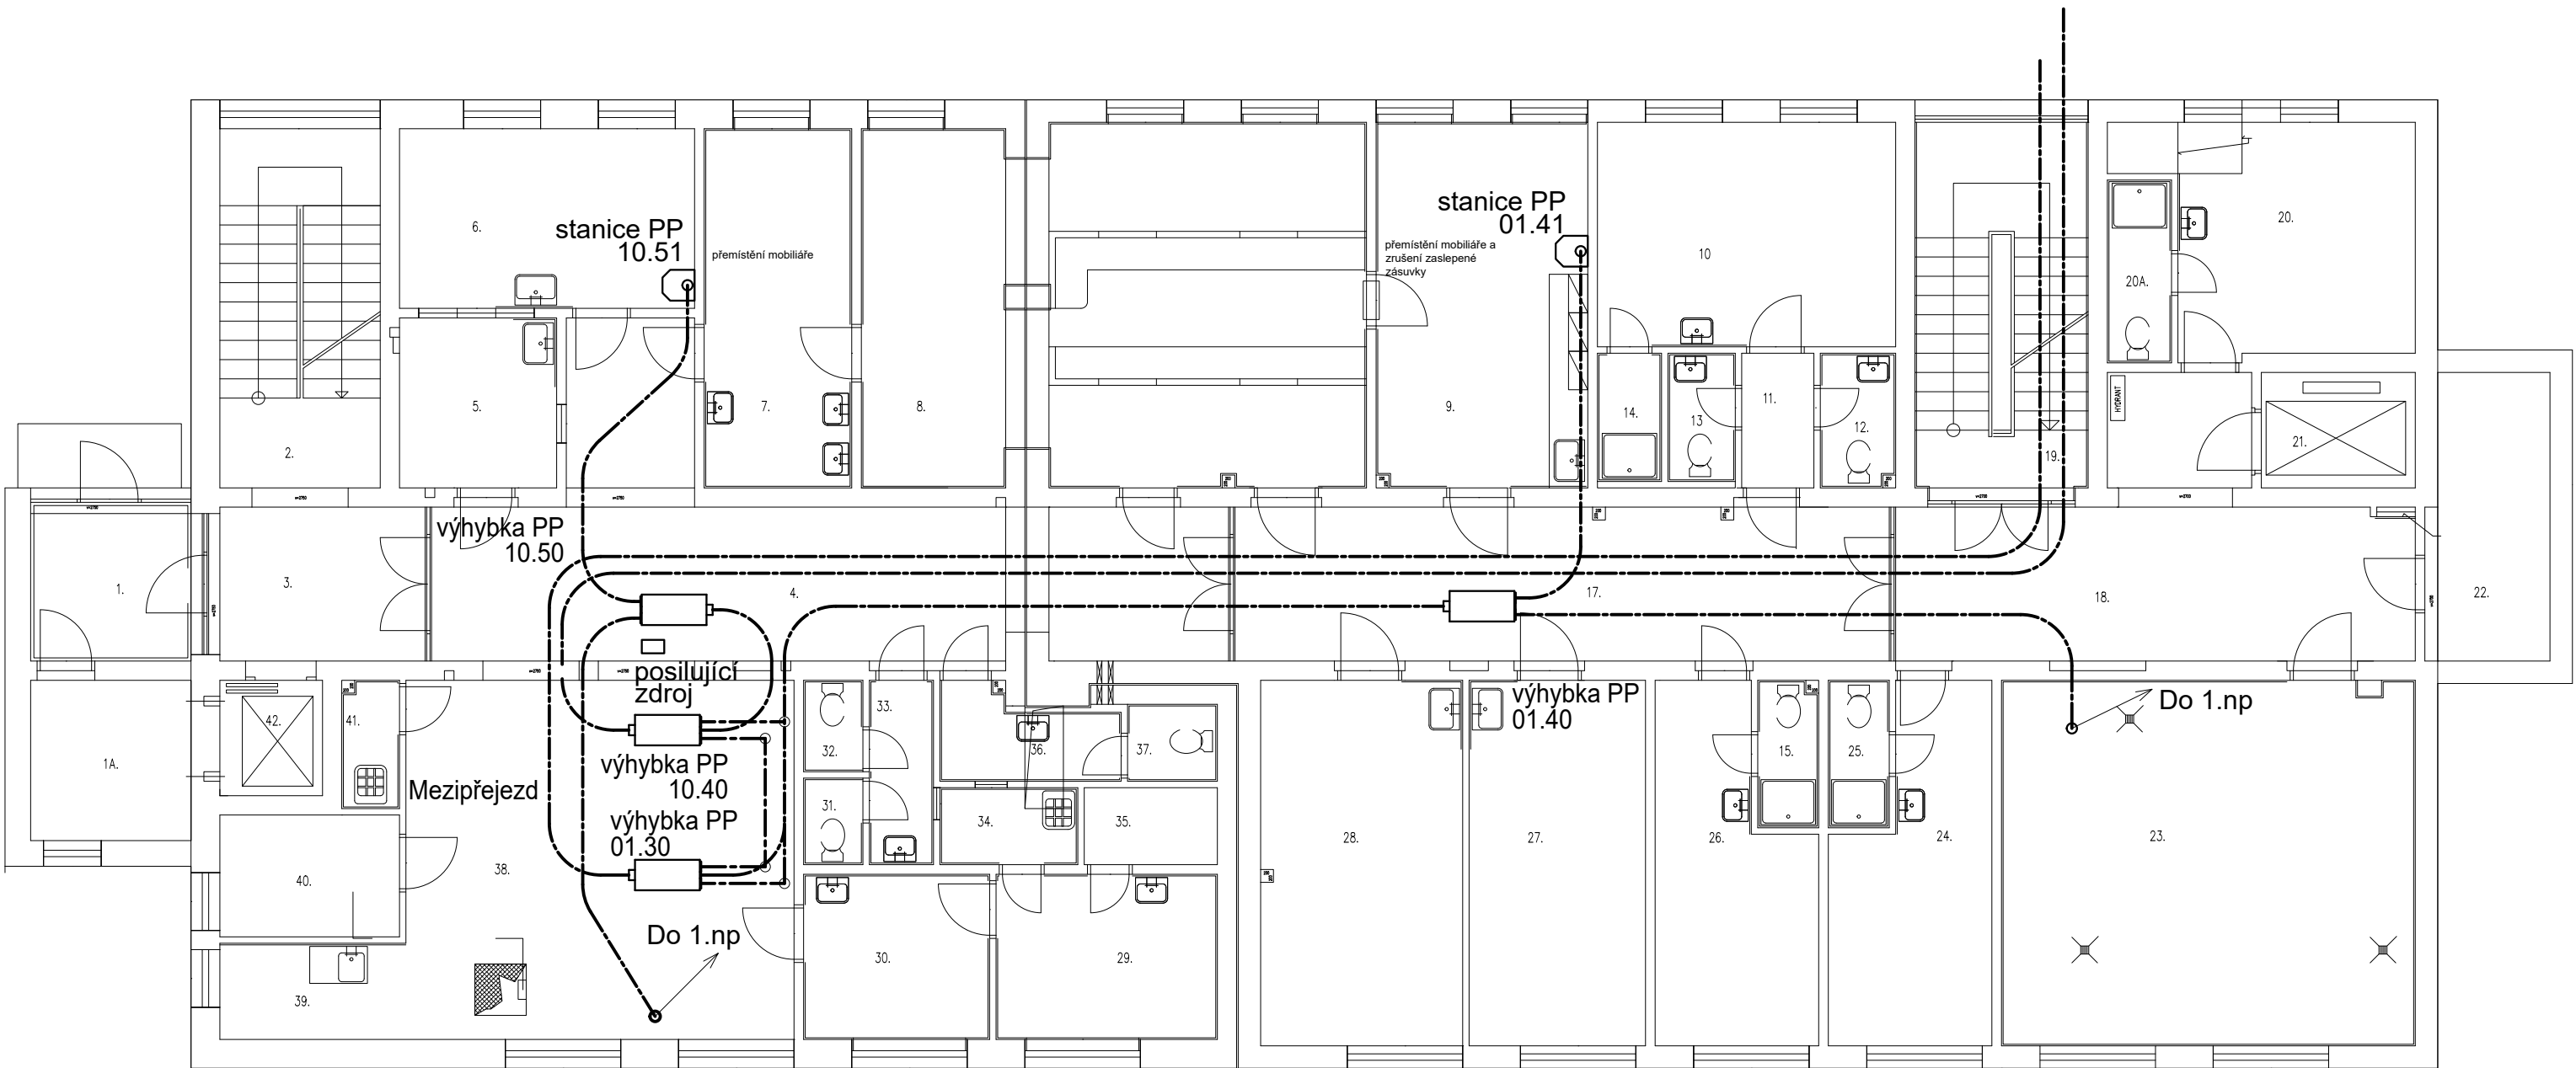 stanice PP
10.51
přemístění mobiliáře
stanice PP
01.41
přemístění mobiliáře a
zrušení zaslepené
zásuvky
6.
10
20.
20A.
HYDRANT
5.
7.
8.
9.
14.
13
11.
12.
19.
21.
2.
výhybka PP
10.50
1.
3.
4.
17.
18.
22.
posilující
zdroj
výhybka PP
01.40
Do 1.np
42.
41.
33.
32.
36.
37.
15.
25.
1A.
Mezipřejezd
výhybka PP
10.40
výhybka PP
01.30
31.
34.
35.
28.
27.
26.
24.
23.
40.
38.
Do 1.np
30.
29.
39.